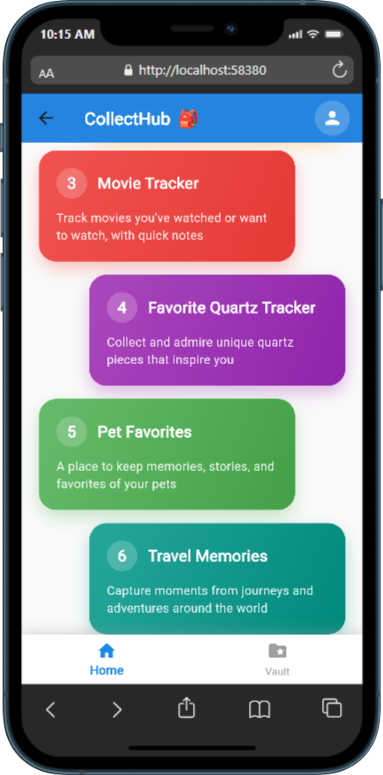 10:15 AM
AA
http://localhost:58380
CollectHub 🎒
3 Movie Tracker
Track movies you've watched or want
to watch, with quick notes
4 Favorite Quartz Tracker
Collect and admire unique quartz
pieces that inspire you
5 Pet Favorites
A place to keep memories, stories, and
favorites of your pets
6 Travel Memories
Capture moments from journeys and
adventures around the world
Home
Vault